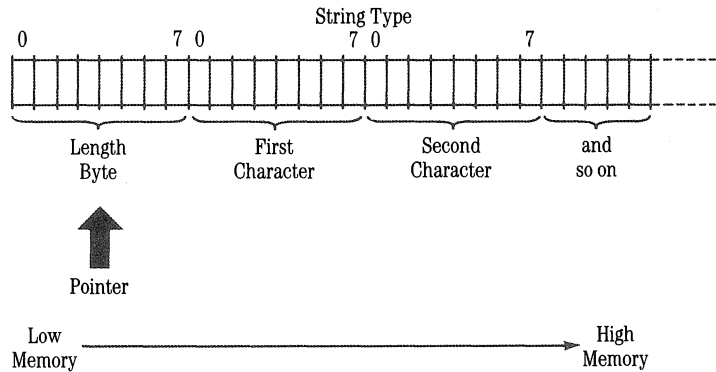 String Type
0 7 0 7 0 7
Length
Byte
First
Character
Second
Character
and
so on
Pointer
Low
Memory
High
Memory